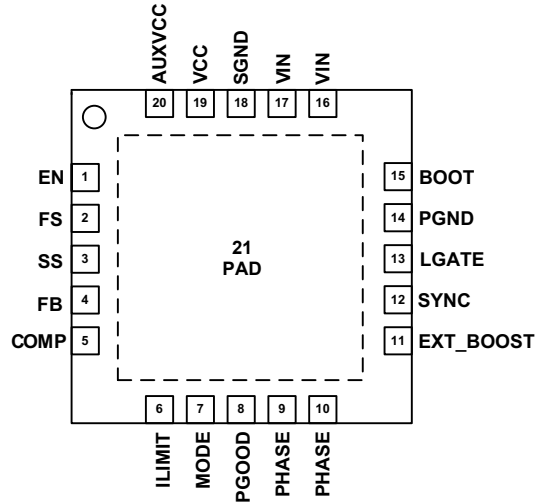 AUXVCC
VCC
SGND
VIN
VIN
20
19
18
17
16
EN
1
FS
2
SS
3
FB
4
COMP
5
21
PAD
15
BOOT
14
PGND
13
LGATE
12
SYNC
11
EXT_BOOST
6
7
8
9
10
ILIMIT
MODE
PGOOD
PHASE
PHASE